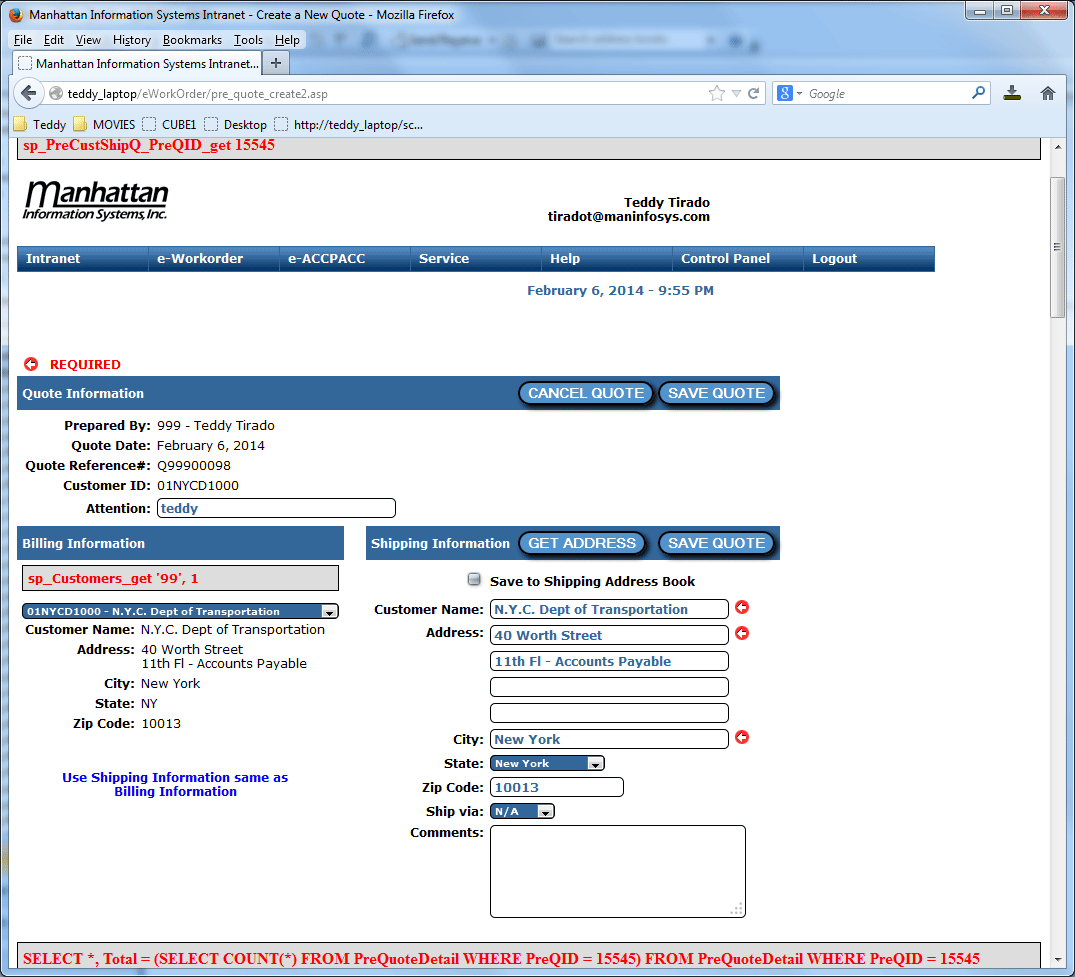 Manhattan Information Systems Intranet - Create a New Quote - Mozilla Firefox
File Edit View History Bookmarks Tools Help
Manhattan Information Systems Intranet...
teddy_laptop/eWorkOrder/pre_quote_create2.asp
Google
Teddy MOVIES CUBE1 Desktop http://teddy_laptop/sc...
sp_PreCustShipQ_PreQID_get 15545
Manhattan
Information Systems, Inc.
Teddy Tirado
tiradot@maninfosys.com
Intranet e-Workorder e-ACCPACC Service Help Control Panel Logout
February 6, 2014 - 9:55 PM
REQUIRED
Quote Information CANCEL QUOTE SAVE QUOTE
Prepared By: 999 - Teddy Tirado
Quote Date: February 6, 2014
Quote Reference#: Q99900098
Customer ID: 01NYCD1000
Attention: teddy
Billing Information
sp_Customers_get '99', 1
01NYCD1000 - N.Y.C. Dept of Transportation
Customer Name: N.Y.C. Dept of Transportation
Address: 40 Worth Street
11th Fl - Accounts Payable
City: New York
State: NY
Zip Code: 10013
Use Shipping Information same as
Billing Information
Shipping Information GET ADDRESS SAVE QUOTE
Save to Shipping Address Book
Customer Name: N.Y.C. Dept of Transportation
Address: 40 Worth Street
11th Fl - Accounts Payable
City: New York
State: New York
Zip Code: 10013
Ship via: N/A
Comments:
SELECT *, Total = (SELECT COUNT(*) FROM PreQuoteDetail WHERE PreQID = 15545) FROM PreQuoteDetail WHERE PreQID = 15545